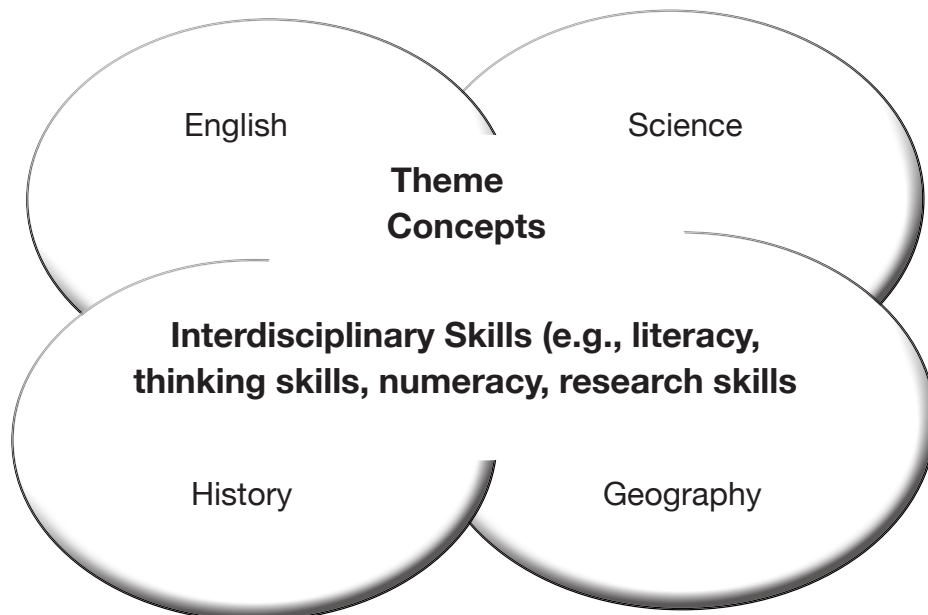 English
Science
Theme
Concepts
Interdisciplinary Skills (e.g., literacy,
thinking skills, numeracy, research skills
History
Geography